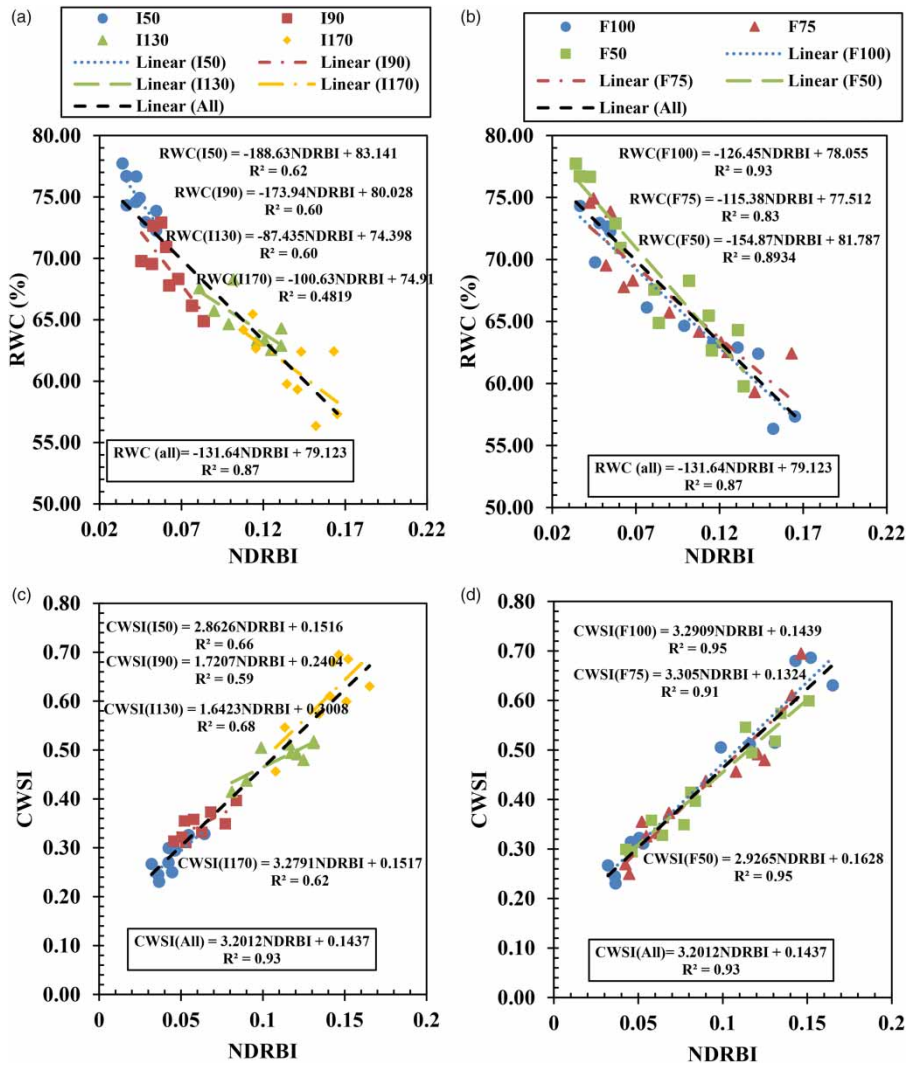 (a)
I50
I90
I130
I170
Linear (I50)
Linear (I90)
Linear (I130)
Linear (I170)
Linear (All)
80.00
75.00
70.00
65.00
60.00
55.00
50.00
RWC (%)
RWC(I50) = -188.63NDRBI + 83.141
R² = 0.62
RWC(I90) = -173.94NDRBI + 80.028
R² = 0.60
RWC(I130) = -87.435NDRBI + 74.398
R² = 0.60
RWC(I170) = -100.63NDRBI + 74.91
R² = 0.4819
RWC (all)= -131.64NDRBI + 79.123
R² = 0.87
0.02 0.07 0.12 0.17 0.22
NDRBI
(b)
F100
F75
F50
Linear (F100)
Linear (F75)
Linear (F50)
Linear (All)
80.00
75.00
70.00
65.00
60.00
55.00
50.00
RWC (%)
RWC(F100) = -126.45NDRBI + 78.055
R² = 0.93
RWC(F75) = -115.38NDRBI + 77.512
R² = 0.83
RWC(F50) = -154.87NDRBI + 81.787
R² = 0.8934
RWC (all) = -131.64NDRBI + 79.123
R² = 0.87
0.02 0.07 0.12 0.17 0.22
NDRBI
(c)
0.80
0.70
0.60
0.50
0.40
0.30
0.20
0.10
0.00
CWSI
CWSI(I50) = 2.8626NDRBI + 0.1516
R² = 0.66
CWSI(I90) = 1.7207NDRBI + 0.2404
R² = 0.59
CWSI(I130) = 1.6423NDRBI + 0.3008
R² = 0.68
CWSI(I170) = 3.2791NDRBI + 0.1517
R² = 0.62
CWSI(All) = 3.2012NDRBI + 0.1437
R² = 0.93
0 0.05 0.1 0.15 0.2
NDRBI
(d)
0.80
0.70
0.60
0.50
0.40
0.30
0.20
0.10
0.00
CWSI
CWSI(F100) = 3.2909NDRBI + 0.1439
R² = 0.95
CWSI(F75) = 3.305NDRBI + 0.1324
R² = 0.91
CWSI(F50) = 2.9265NDRBI + 0.1628
R² = 0.95
CWSI(All)= 3.2012NDRBI + 0.1437
R² = 0.93
0 0.05 0.1 0.15 0.2
NDRBI